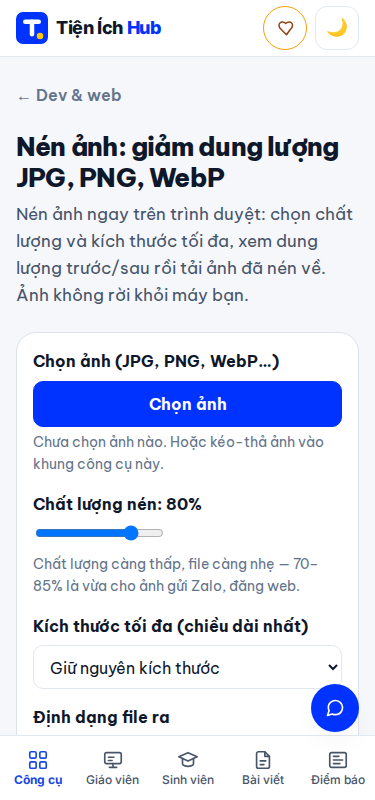 Tiện Ích Hub
← Dev & web
Nén ảnh: giảm dung lượng
JPG, PNG, WebP
Nén ảnh ngay trên trình duyệt: chọn chất
lượng và kích thước tối đa, xem dung
lượng trước/sau rồi tải ảnh đã nén về.
Ảnh không rời khỏi máy bạn.
Chọn ảnh (JPG, PNG, WebP...)
Chọn ảnh
Chưa chọn ảnh nào. Hoặc kéo-thả ảnh vào
khung công cụ này.
Chất lượng nén: 80%
Chất lượng càng thấp, file càng nhẹ — 70–
85% là vừa cho ảnh gửi Zalo, đăng web.
Kích thước tối đa (chiều dài nhất)
Giữ nguyên kích thước
Định dạng file ra
Công cụ
Giáo viên
Sinh viên
Bài viết
Điểm báo